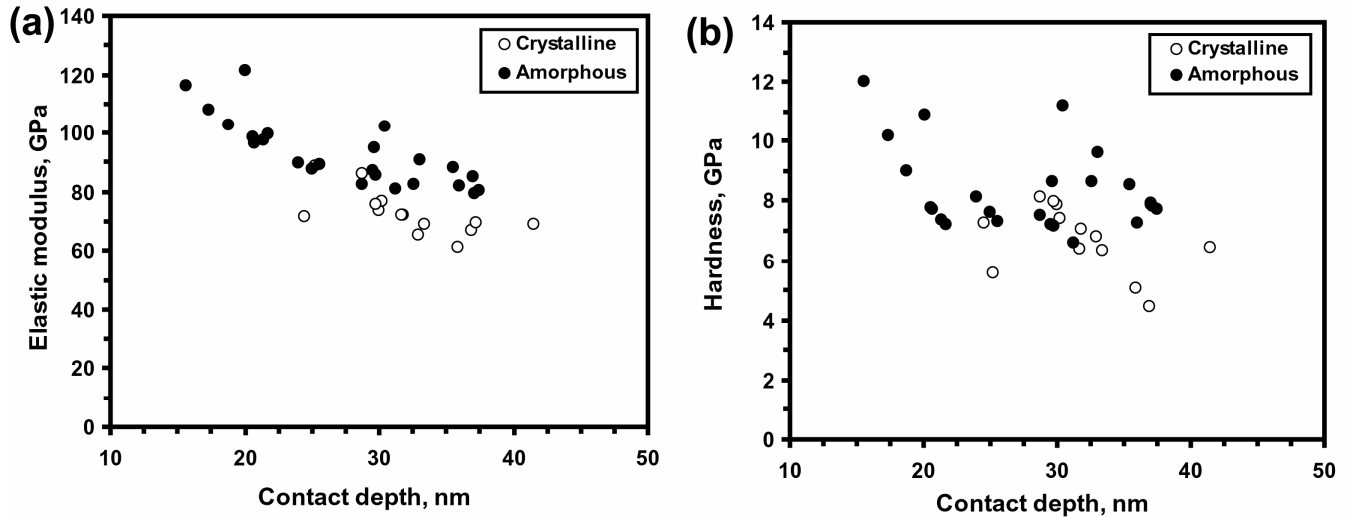 (a)
140
120
100
80
60
40
20
0
Elastic modulus, GPa
Crystalline
Amorphous
10 20 30 40 50
Contact depth, nm
(b)
14
12
10
8
6
4
2
0
Hardness, GPa
Crystalline
Amorphous
10 20 30 40 50
Contact depth, nm